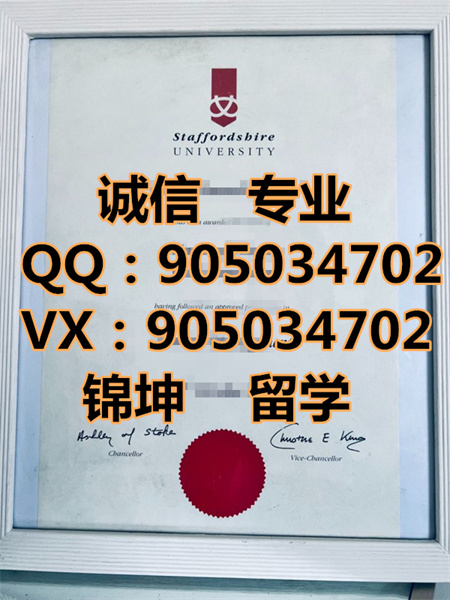 Staffordshire
UNIVERSITY
诚信 专业
QQ：905034702
having followed an approved
VX：905034702
锦坤 留学
Chancellor
Vice-Chancellor